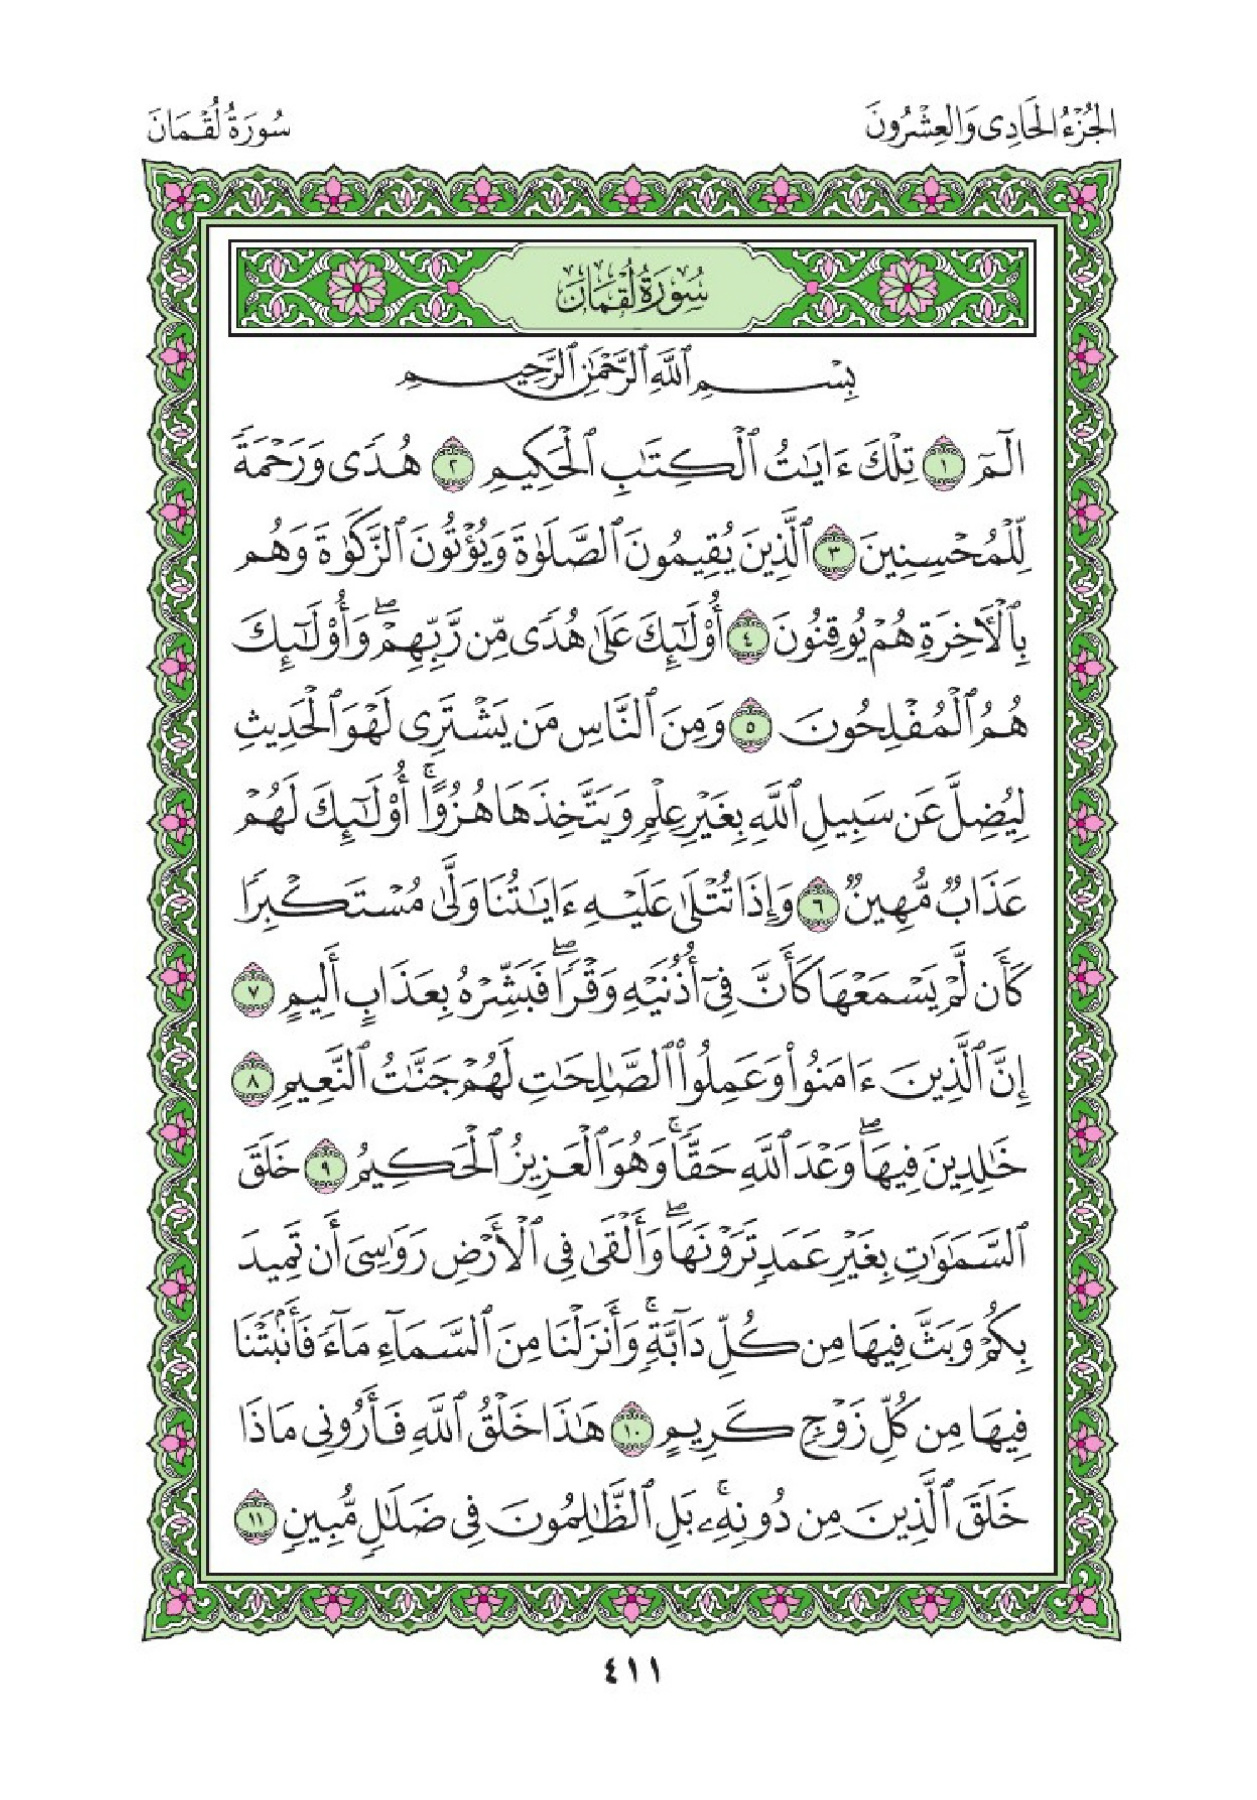 الجُزْءُ الحَادِي وَالعِشْرُونَ
سُورَةُ لُقْمَانَ
سُورَةُ لُقْمَانَ
بِسْمِ ٱللَّهِ ٱلرَّحْمَٰنِ ٱلرَّحِيمِ
الٓمٓ ١ تِلْكَ ءَايَٰتُ ٱلْكِتَٰبِ ٱلْحَكِيمِ ٢ هُدًى وَرَحْمَةً
لِّلْمُحْسِنِينَ ٣ ٱلَّذِينَ يُقِيمُونَ ٱلصَّلَوٰةَ وَيُؤْتُونَ ٱلزَّكَوٰةَ وَهُم
بِٱلْأَخِرَةِ هُمْ يُوقِنُونَ ٤ أُوْلَٰٓئِكَ عَلَىٰ هُدًى مِّن رَّبِّهِمْۖ وَأُوْلَٰٓئِكَ
هُمُ ٱلْمُفْلِحُونَ ٥ وَمِنَ ٱلنَّاسِ مَن يَشْتَرِى لَهْوَ ٱلْحَدِيثِ
لِيُضِلَّ عَن سَبِيلِ ٱللَّهِ بِغَيْرِ عِلْمٍ وَيَتَّخِذَهَا هُزُوًاۚ أُوْلَٰٓئِكَ لَهُمْ
عَذَابٌ مُّهِينٌ ٦ وَإِذَا تُتْلَىٰ عَلَيْهِ ءَايَٰتُنَا وَلَّىٰ مُسْتَكْبِرًا
كَأَن لَّمْ يَسْمَعْهَا كَأَنَّ فِىٓ أُذُنَيْهِ وَقْرًاۖ فَبَشِّرْهُ بِعَذَابٍ أَلِيمٍ ٧
إِنَّ ٱلَّذِينَ ءَامَنُوا۟ وَعَمِلُوا۟ ٱلصَّٰلِحَٰتِ لَهُمْ جَنَّٰتُ ٱلنَّعِيمِ ٨
خَٰلِدِينَ فِيهَاۖ وَعْدَ ٱللَّهِ حَقًّاۚ وَهُوَ ٱلْعَزِيزُ ٱلْحَكِيمُ ٩ خَلَقَ
ٱلسَّمَٰوَٰتِ بِغَيْرِ عَمَدٍ تَرَوْنَهَاۖ وَأَلْقَىٰ فِى ٱلْأَرْضِ رَوَٰسِىَ أَن تَمِيدَ
بِكُمْ وَبَثَّ فِيهَا مِن كُلِّ دَآبَّةٍۚ وَأَنزَلْنَا مِنَ ٱلسَّمَآءِ مَآءً فَأَنۢبَتْنَا
فِيهَا مِن كُلِّ زَوْجٍ كَرِيمٍ ١٠ هَٰذَا خَلْقُ ٱللَّهِ فَأَرُونِى مَاذَا
خَلَقَ ٱلَّذِينَ مِن دُونِهِۦۚ بَلِ ٱلظَّٰلِمُونَ فِى ضَلَٰلٍ مُّبِينٍ ١١
٤١١